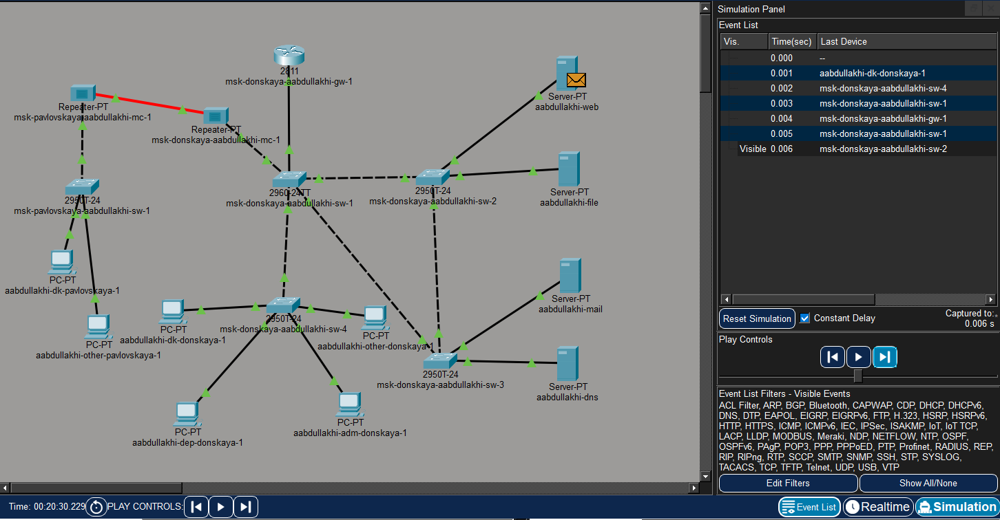 2811
msk-donskaya-aabdullakhi-gw-1
Repeater-PT
msk-pavlovskaya-aabdullakhi-mc-1
Repeater-PT
msk-donskaya-aabdullakhi-mc-1
Server-PT
aabdullakhi-web
2960-24TT
msk-donskaya-aabdullakhi-sw-1
2950T-24
msk-donskaya-aabdullakhi-sw-2
Server-PT
aabdullakhi-file
2950T-24
msk-pavlovskaya-aabdullakhi-sw-1
PC-PT
aabdullakhi-dk-pavlovskaya-1
PC-PT
aabdullakhi-other-pavlovskaya-1
PC-PT
aabdullakhi-dk-donskaya-1
2950T-24
msk-donskaya-aabdullakhi-sw-4
PC-PT
aabdullakhi-other-donskaya-1
Server-PT
aabdullakhi-mail
2950T-24
msk-donskaya-aabdullakhi-sw-3
Server-PT
aabdullakhi-dns
PC-PT
aabdullakhi-dep-donskaya-1
PC-PT
aabdullakhi-adm-donskaya-1
Simulation Panel
Event List
Vis. Time(sec) Last Device
0.000 --
0.001 aabdullakhi-dk-donskaya-1
0.002 msk-donskaya-aabdullakhi-sw-4
0.003 msk-donskaya-aabdullakhi-sw-1
0.004 msk-donskaya-aabdullakhi-gw-1
0.005 msk-donskaya-aabdullakhi-sw-1
Visible 0.006 msk-donskaya-aabdullakhi-sw-2
Reset Simulation Constant Delay
Captured to:*
0.006 s
Play Controls
Event List Filters - Visible Events
ACL Filter, ARP, BGP, Bluetooth, CAPWAP, CDP, DHCP, DHCPv6,
DNS, DTP, EAPOL, EIGRP, EIGRPv6, FTP, H.323, HSRP, HSRPv6,
HTTP, HTTPS, ICMP, ICMPv6, IEC, IPSec, ISAKMP, IoT, IoT TCP,
LACP, LLDP, MODBUS, Meraki, NDP, NETFLOW, NTP, OSPF,
OSPFv6, PAgP, POP3, PPP, PPPoED, PTP, Profinet, RADIUS, REP,
RIP, RIPng, RTP, SCCP, SMTP, SNMP, SSH, STP, SYSLOG,
TACACS, TCP, TFTP, Telnet, UDP, USB, VTP
Edit Filters Show All/None
Time: 00:20:30.229 PLAY CONTROLS:
Event List Realtime Simulation